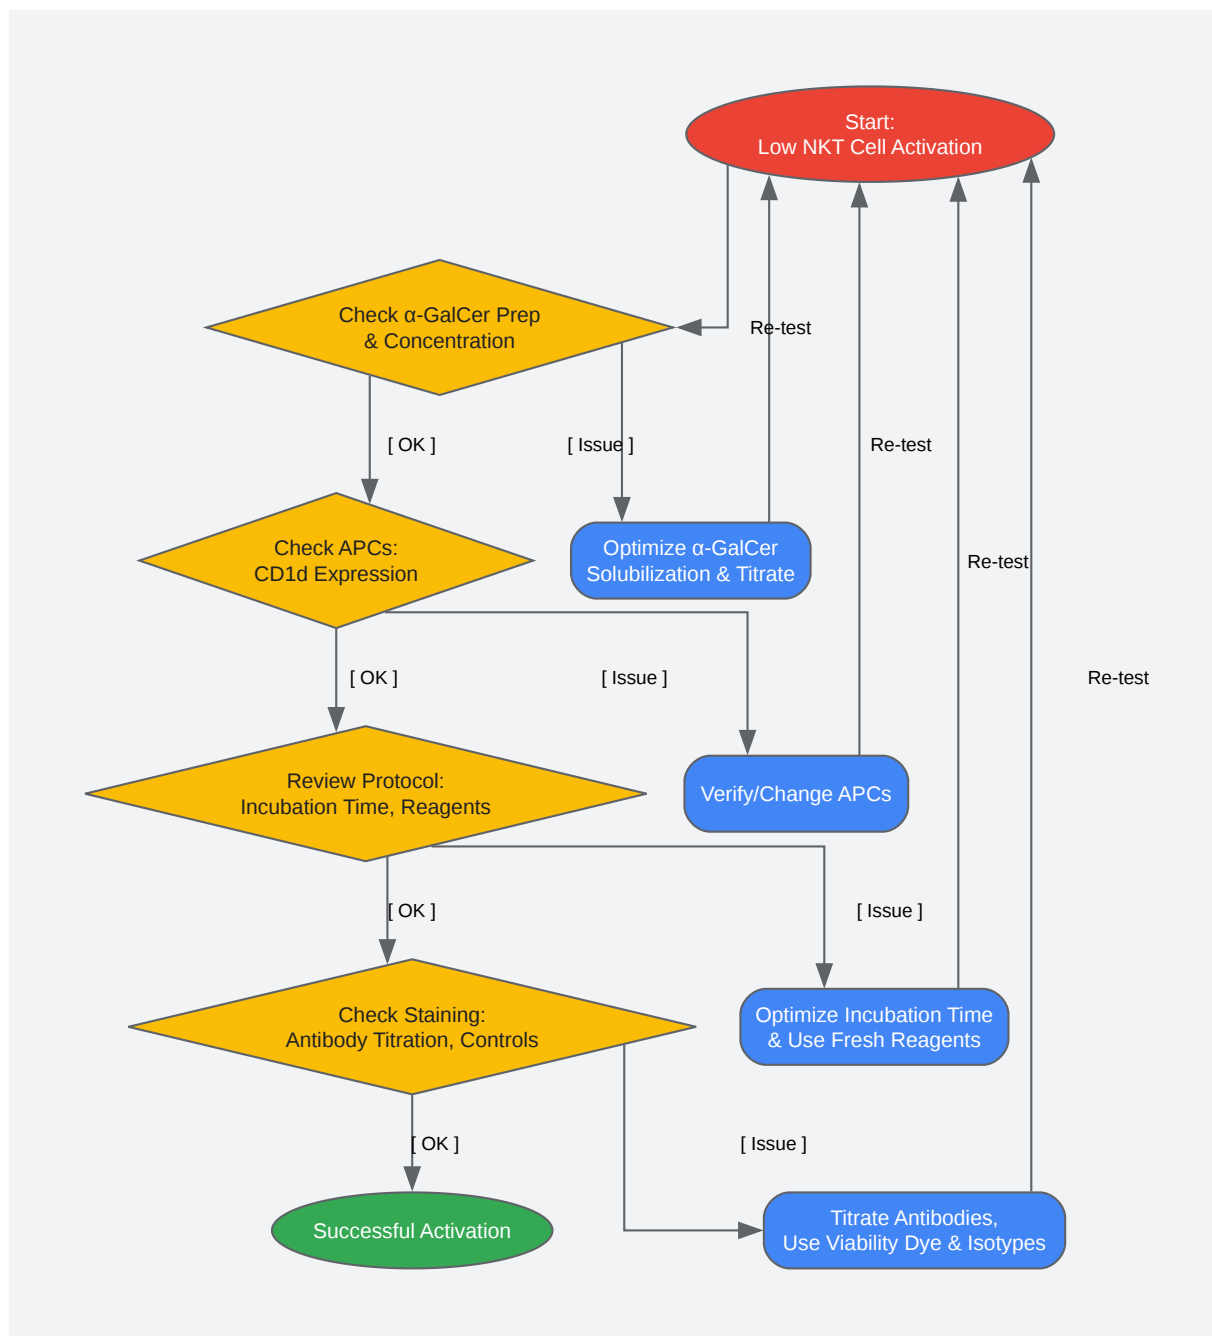 Start:
Low NKT Cell Activation
Check α-GalCer Prep
& Concentration
Re-test
[ OK ]
[ Issue ]
Re-test
Check APCs:
CD1d Expression
Optimize α-GalCer
Solubilization & Titrate
Re-test
[ OK ]
[ Issue ]
Re-test
Review Protocol:
Incubation Time, Reagents
Verify/Change APCs
[ OK ]
[ Issue ]
Check Staining:
Antibody Titration, Controls
Optimize Incubation Time
& Use Fresh Reagents
[ OK ]
[ Issue ]
Successful Activation
Titrate Antibodies,
Use Viability Dye & Isotypes